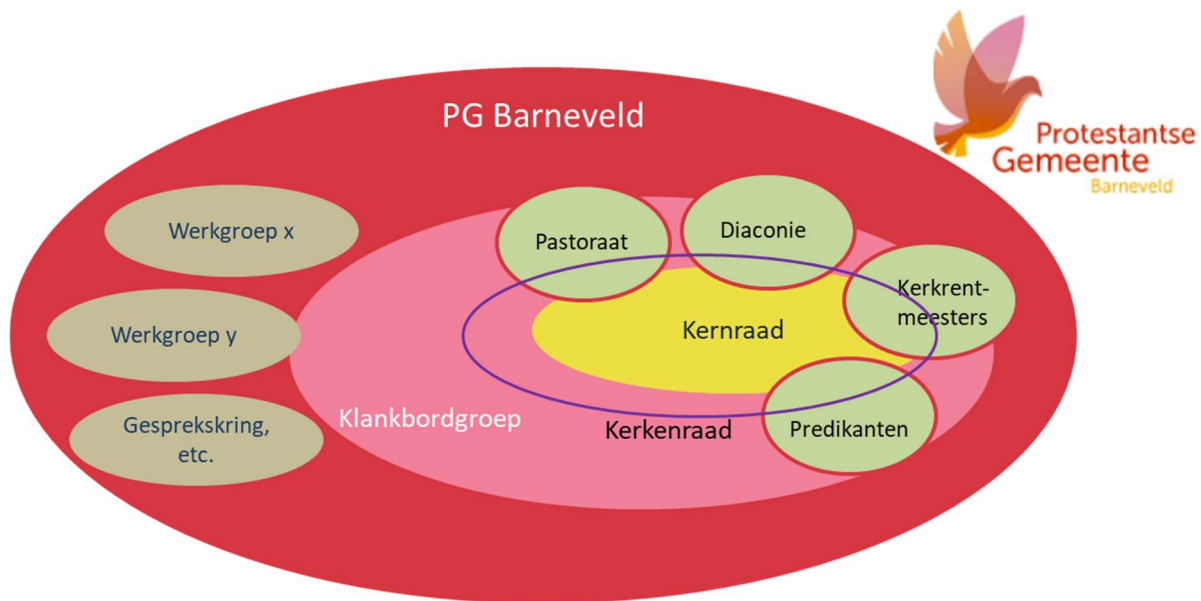 PG Barneveld
Protestantse
Gemeente
Barneveld
Werkgroep x
Pastoraat
Diaconie
Kerkrent-
meesters
Werkgroep y
Kernraad
Klankbordgroep
Kerkenraad
Predikanten
Gesprekskring,
etc.